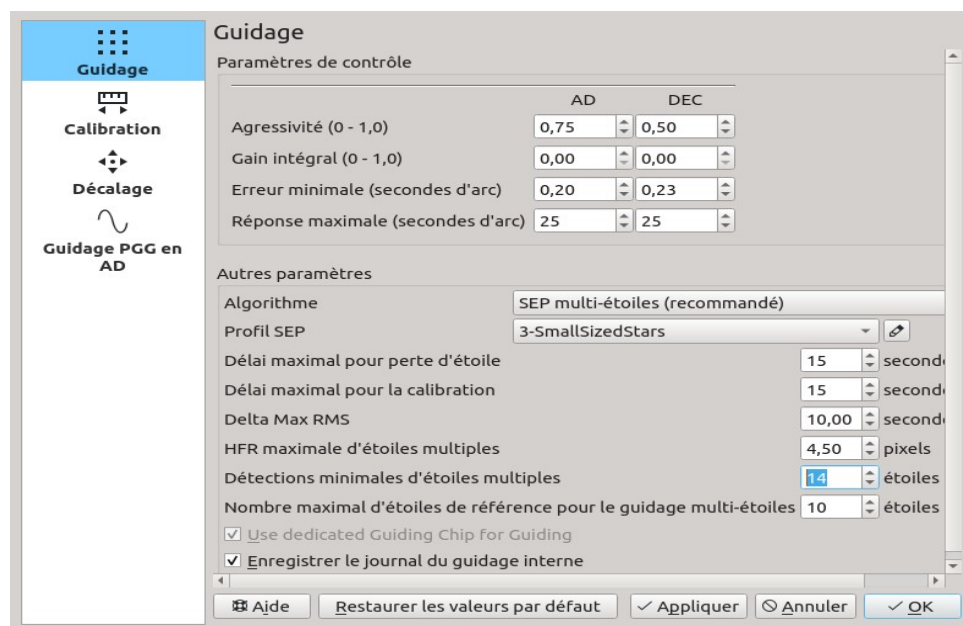 Guidage
Calibration
Décalage
Guidage PGG en
AD
Guidage
Paramètres de contrôle
AD DEC
Agressivité (0 - 1,0) 0,75 0,50
Gain intégral (0 - 1,0) 0,00 0,00
Erreur minimale (secondes d'arc) 0,20 0,23
Réponse maximale (secondes d'arc) 25 25
Autres paramètres
Algorithme SEP multi-étoiles (recommandé)
Profil SEP 3-SmallSizedStars
Délai maximal pour perte d'étoile 15 seconde
Délai maximal pour la calibration 15 seconde
Delta Max RMS 10,00 seconde
HFR maximale d'étoiles multiples 4,50 pixels
Détections minimales d'étoiles multiples 14 étoiles
Nombre maximal d'étoiles de référence pour le guidage multi-étoiles 10 étoiles
Use dedicated Guiding Chip for Guiding
Enregistrer le journal du guidage interne
Aide Restaurer les valeurs par défaut Appliquer Annuler OK